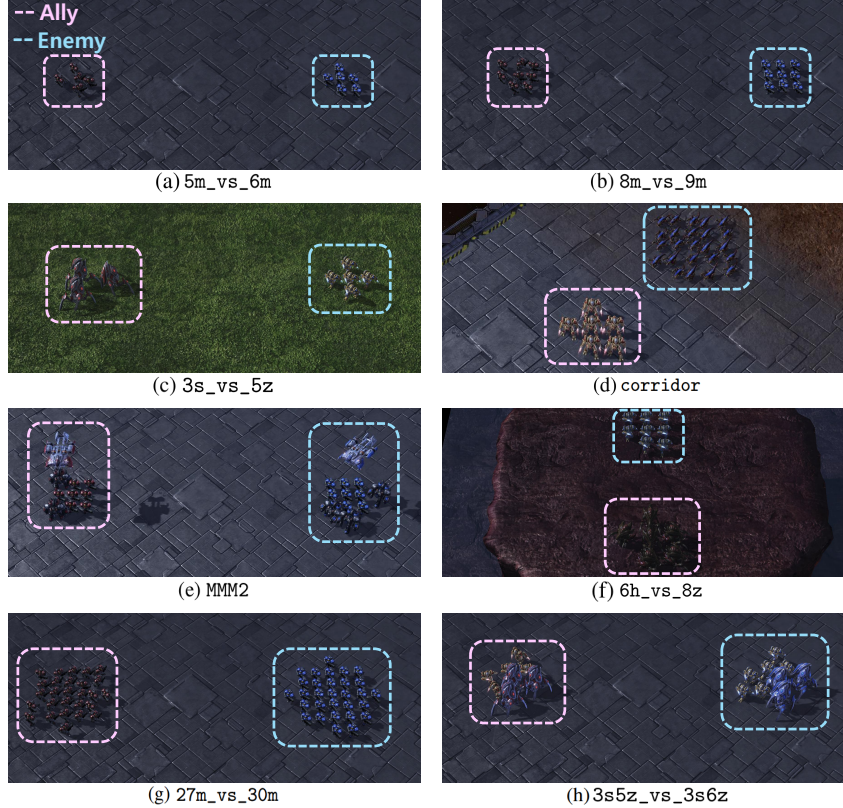 -- Ally
-- Enemy
(a) 5m_vs_6m
(b) 8m_vs_9m
(c) 3s_vs_5z
(d) corridor
(e) MMM2
(f) 6h_vs_8z
(g) 27m_vs_30m
(h) 3s5z_vs_3s6z